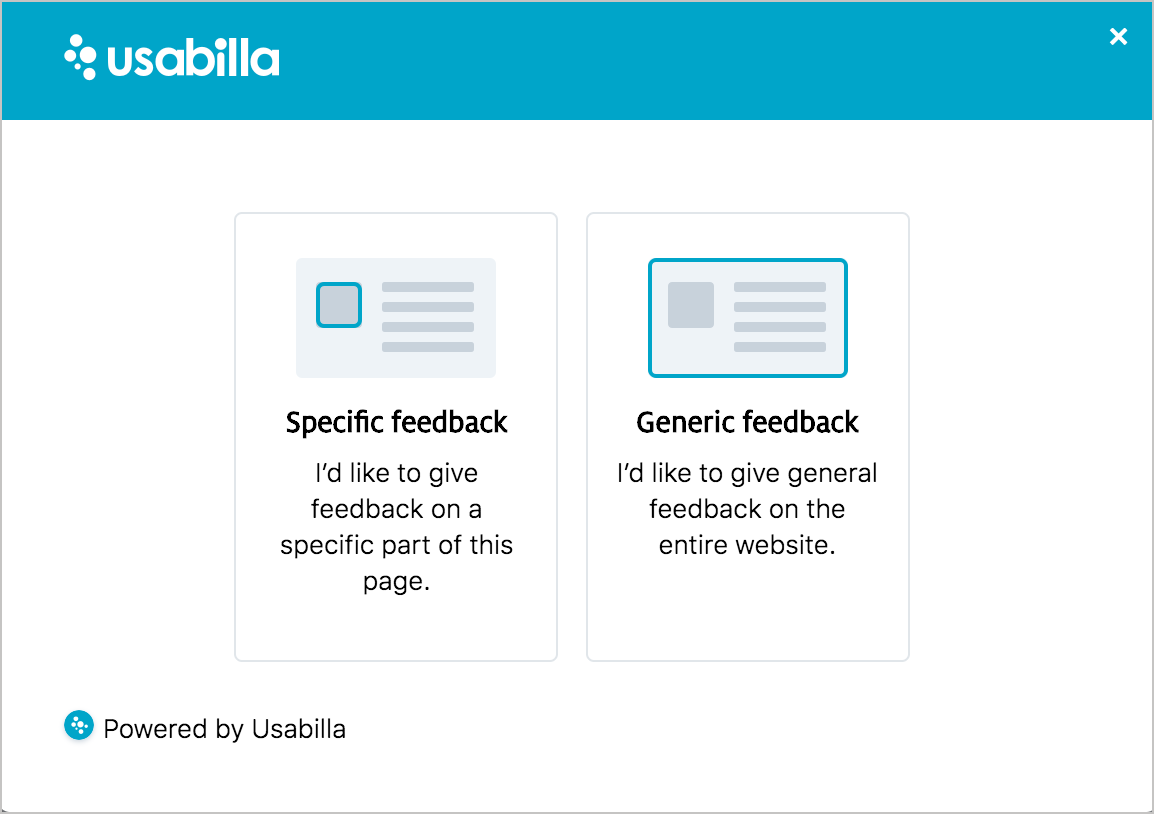 usabilla
Specific feedback
I’d like to give
feedback on a
specific part of this
page.
Generic feedback
I’d like to give general
feedback on the
entire website.
Powered by Usabilla